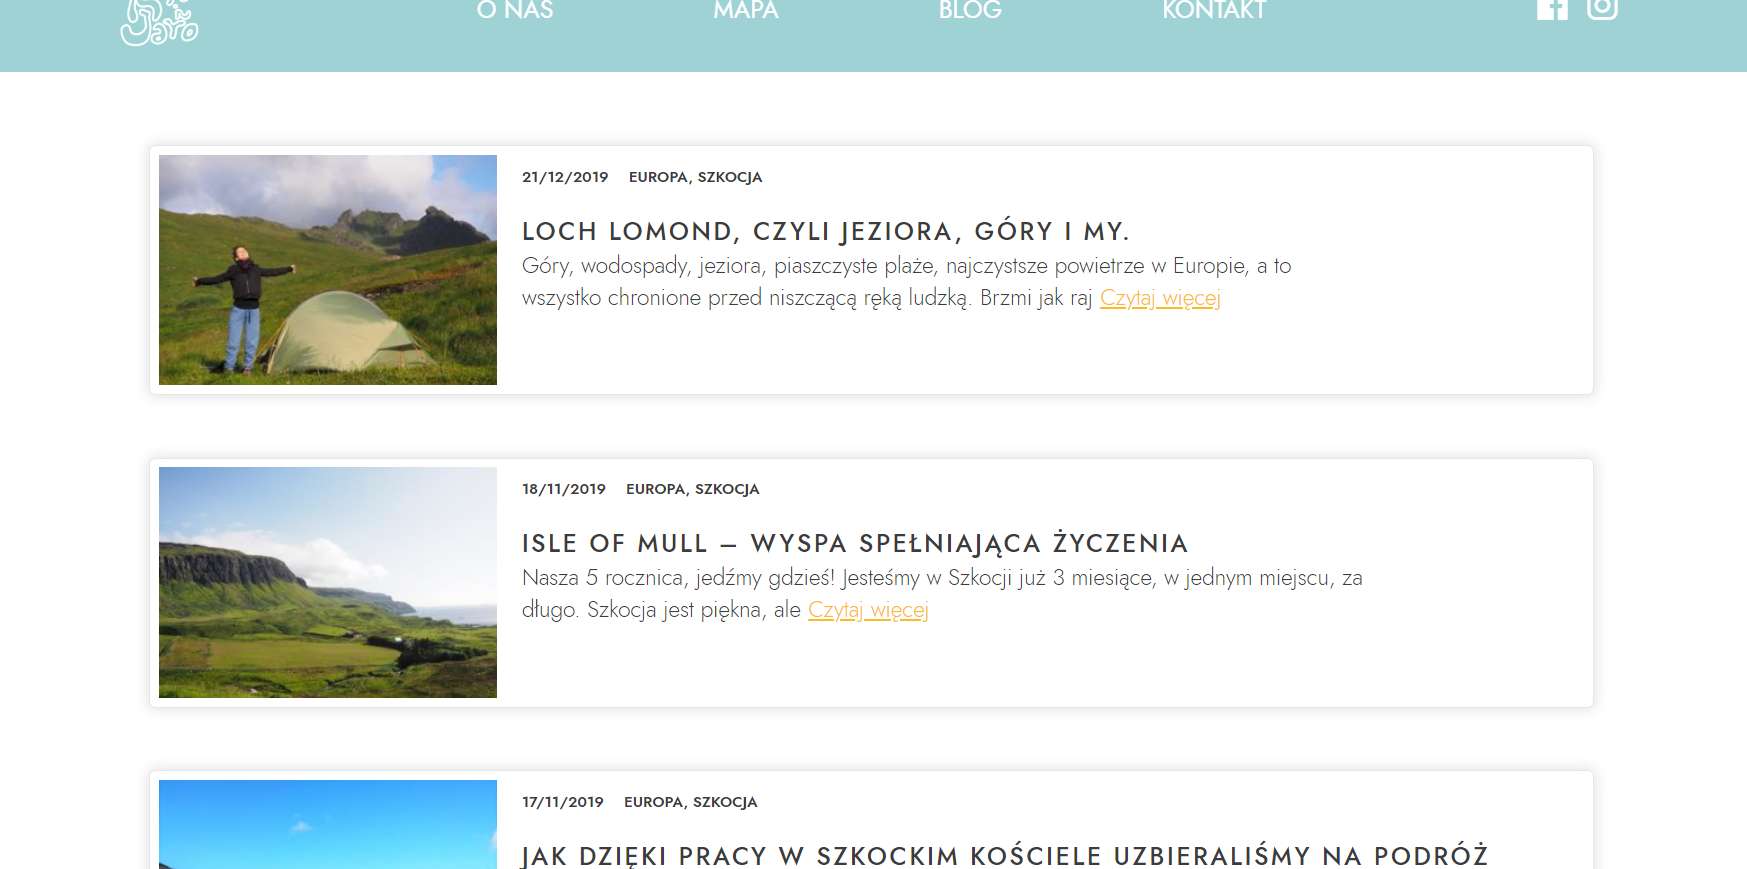 Jaro
O NAS
MAPA
BLOG
KONTAKT
21/12/2019 EUROPA, SZKOCJA
LOCH LOMOND, CZYLI JEZIORA, GÓRY I MY.
Góry, wodospady, jeziora, piaszczyste plaże, najczystsze powietrze w Europie, a to
wszystko chronione przed niszczącą ręką ludzką. Brzmi jak raj Czytaj więcej
18/11/2019 EUROPA, SZKOCJA
ISLE OF MULL – WYSPA SPEŁNIAJĄCA ŻYCZENIA
Nasza 5 rocznica, jedźmy gdzieś! Jesteśmy w Szkocji już 3 miesiące, w jednym miejscu, za
długo. Szkocja jest piękna, ale Czytaj więcej
17/11/2019 EUROPA, SZKOCJA
JAK DZIĘKI PRACY W SZKOCKIM KOŚCIELE UZBIERALIŚMY NA PODRÓŻ